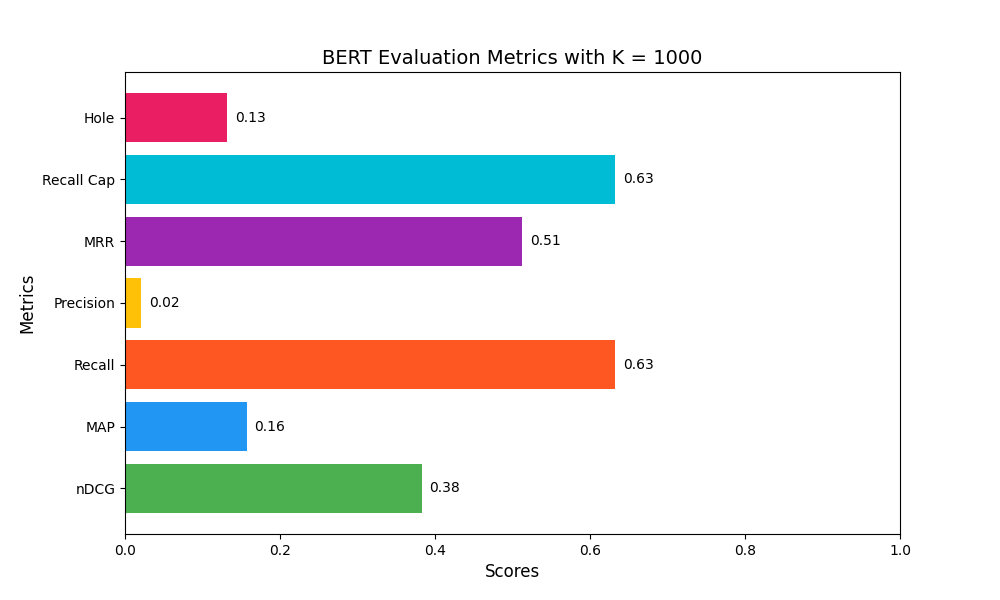 BERT Evaluation Metrics with K = 1000
Hole
0.13
Recall Cap
0.63
MRR
0.51
Precision
0.02
Recall
0.63
MAP
0.16
nDCG
0.38
Metrics
0.0 0.2 0.4 0.6 0.8 1.0
Scores